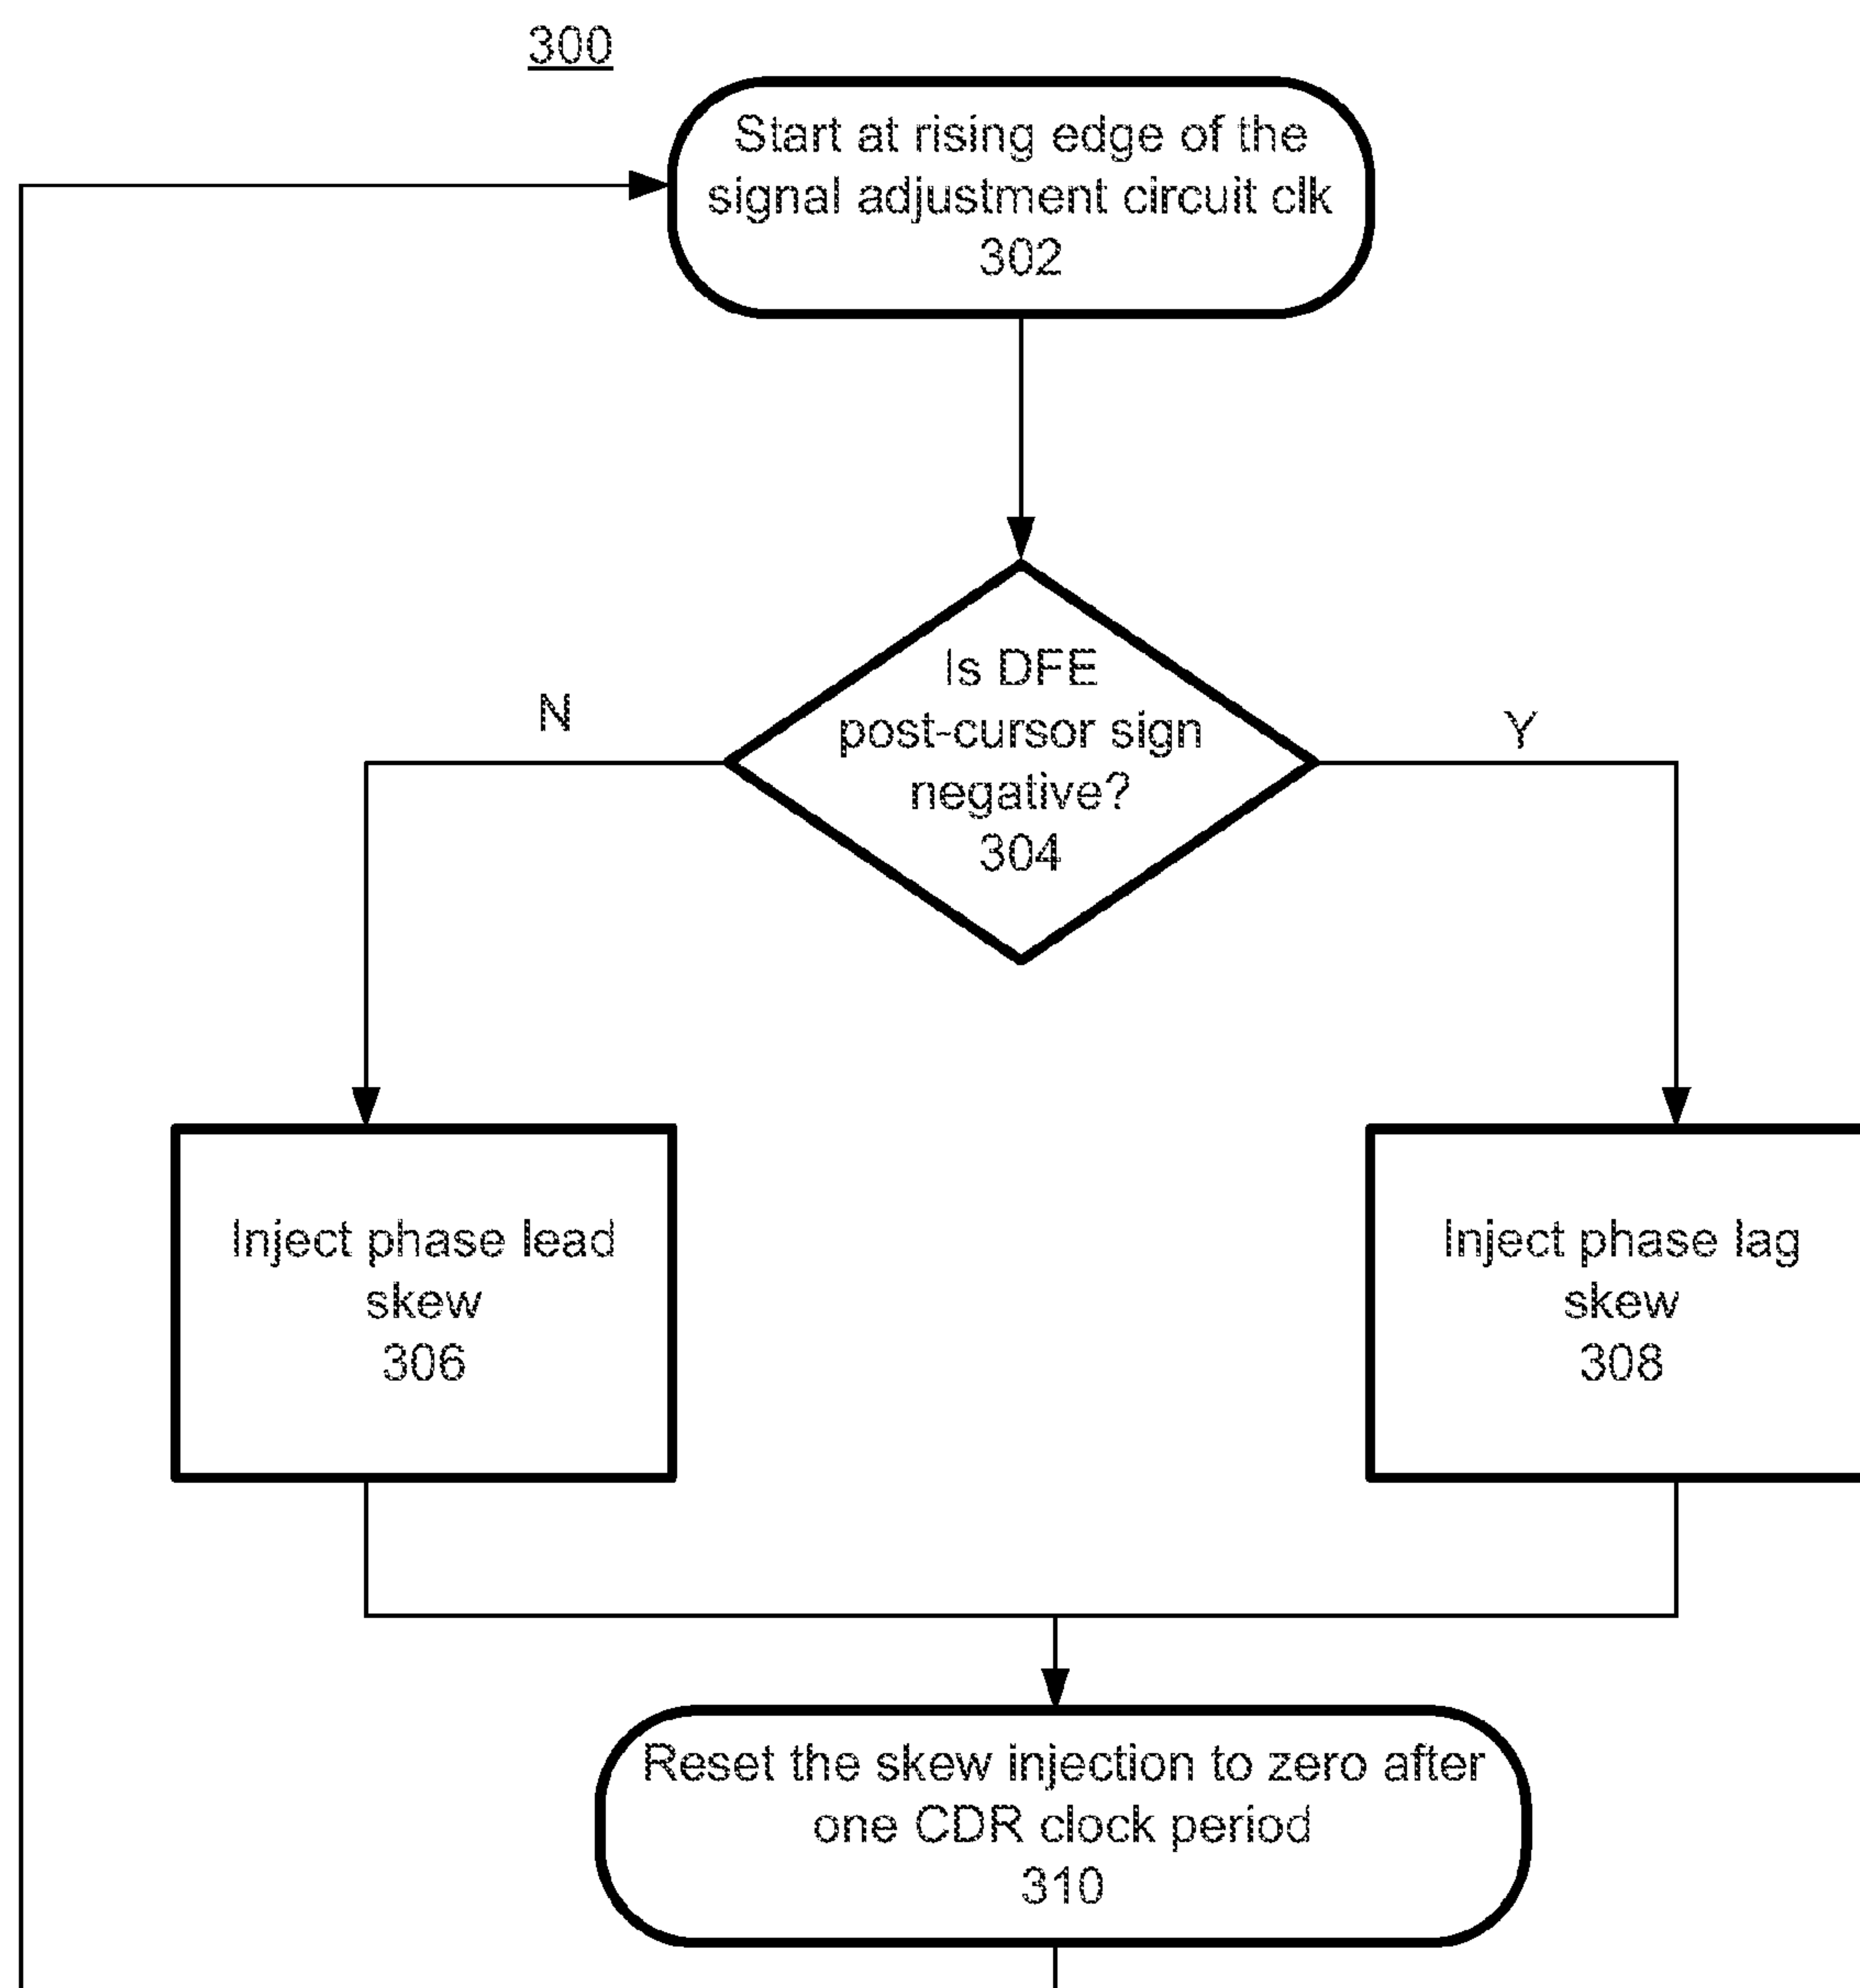 300
Start at rising edge of the
signal adjustment circuit clk
302
Is DFE
post-cursor sign
negative?
304
N
Y
Inject phase lead
skew
306
Inject phase lag
skew
308
Reset the skew injection to zero after
one CDR clock period
310